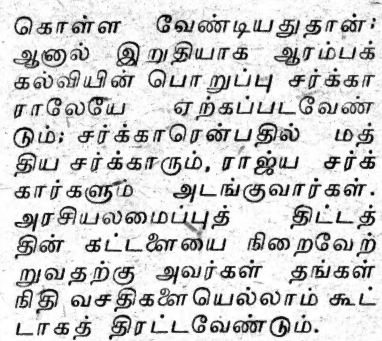 கொள்ள வேண்டியதுதான்;
ஆனால் இறுதியாக ஆரம்பக்
கல்வியின் பொறுப்பு சர்க்கா
ராலேயே ஏற்கப்படவேண்
டும்; சர்க்காரென்பதில் மத்
திய சர்க்காரும், ராஜ்ய சர்க்
கார்களும் அடங்குவார்கள்.
அரசியலமைப்புத் திட்டத்
தின் கட்டளையை நிறைவேற்
றுவதற்கு அவர்கள் தங்கள்
நிதி வசதிகளையெல்லாம் கூட்
டாகத் திரட்டவேண்டும்.